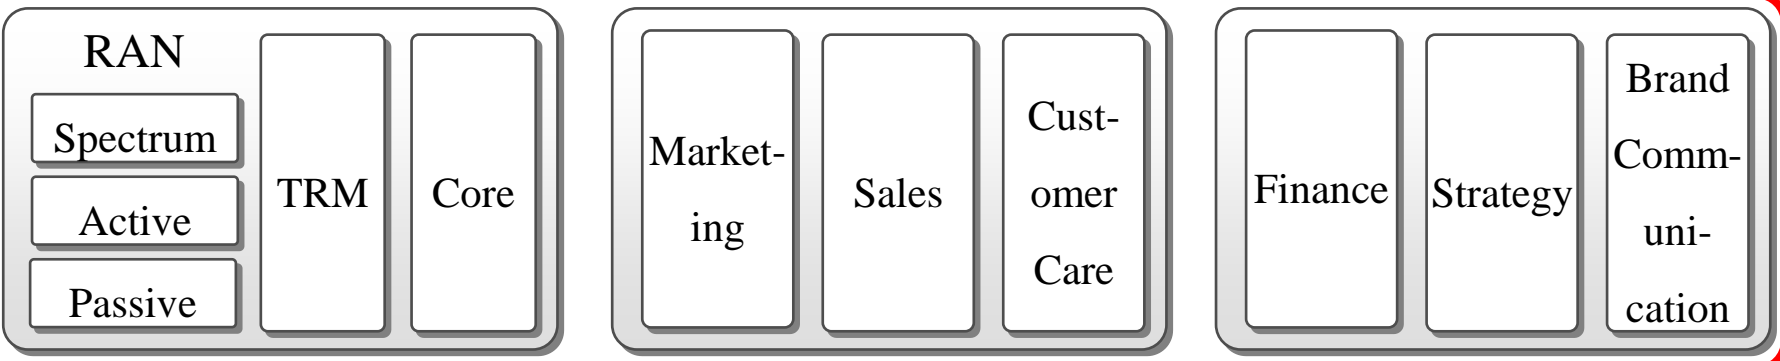 RAN
Spectrum
Active
Passive
TRM
Core
Market-
ing
Sales
Cust-
omer
Care
Finance
Strategy
Brand
Comm-
uni-
cation